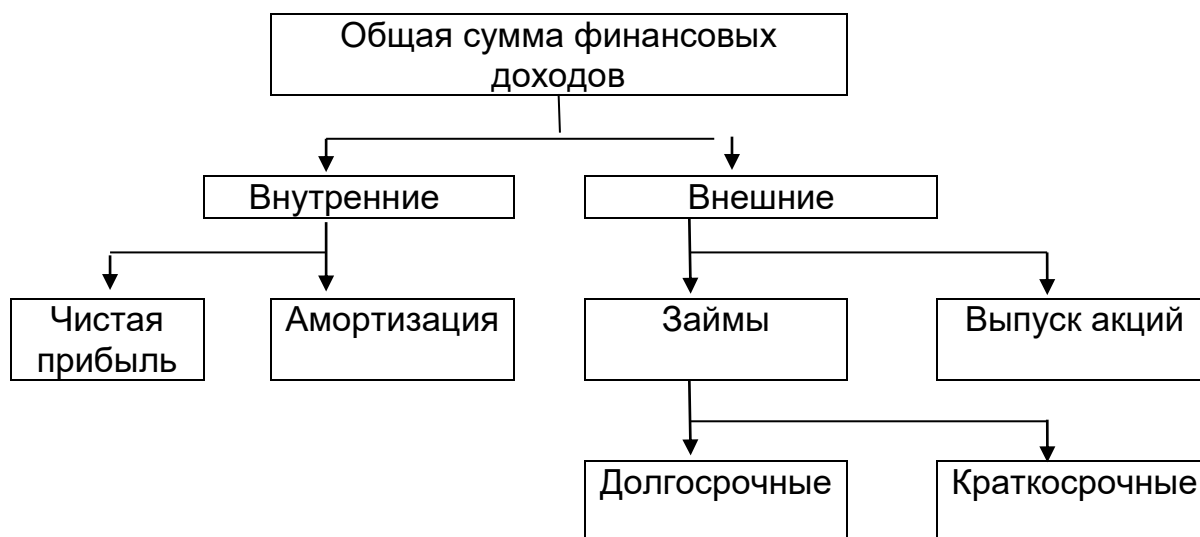 Общая сумма финансовых
доходов
Внутренние
Внешние
Чистая
прибыль
Амортизация
Займы
Выпуск акций
Долгосрочные
Краткосрочные